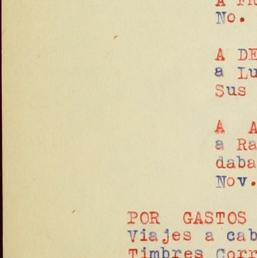 No.
A DE
a Lu
Sus
A A
a Ra
daba
Nov.
POR GASTOS
Viajes a cab
Timbres Corr